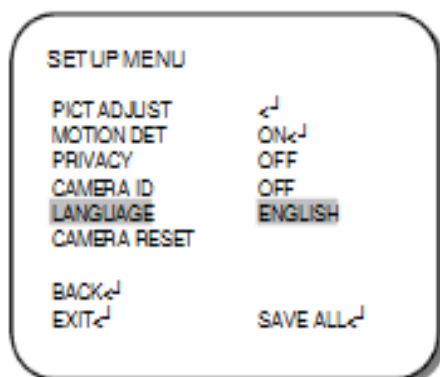 SETUP MENU
PICT ADJUST ↵
MOTION DET ON↵
PRIVACY OFF
CAMERA ID OFF
LANGUAGE ENGLISH
CAMERA RESET
BACK↵
EXIT↵ SAVE ALL↵